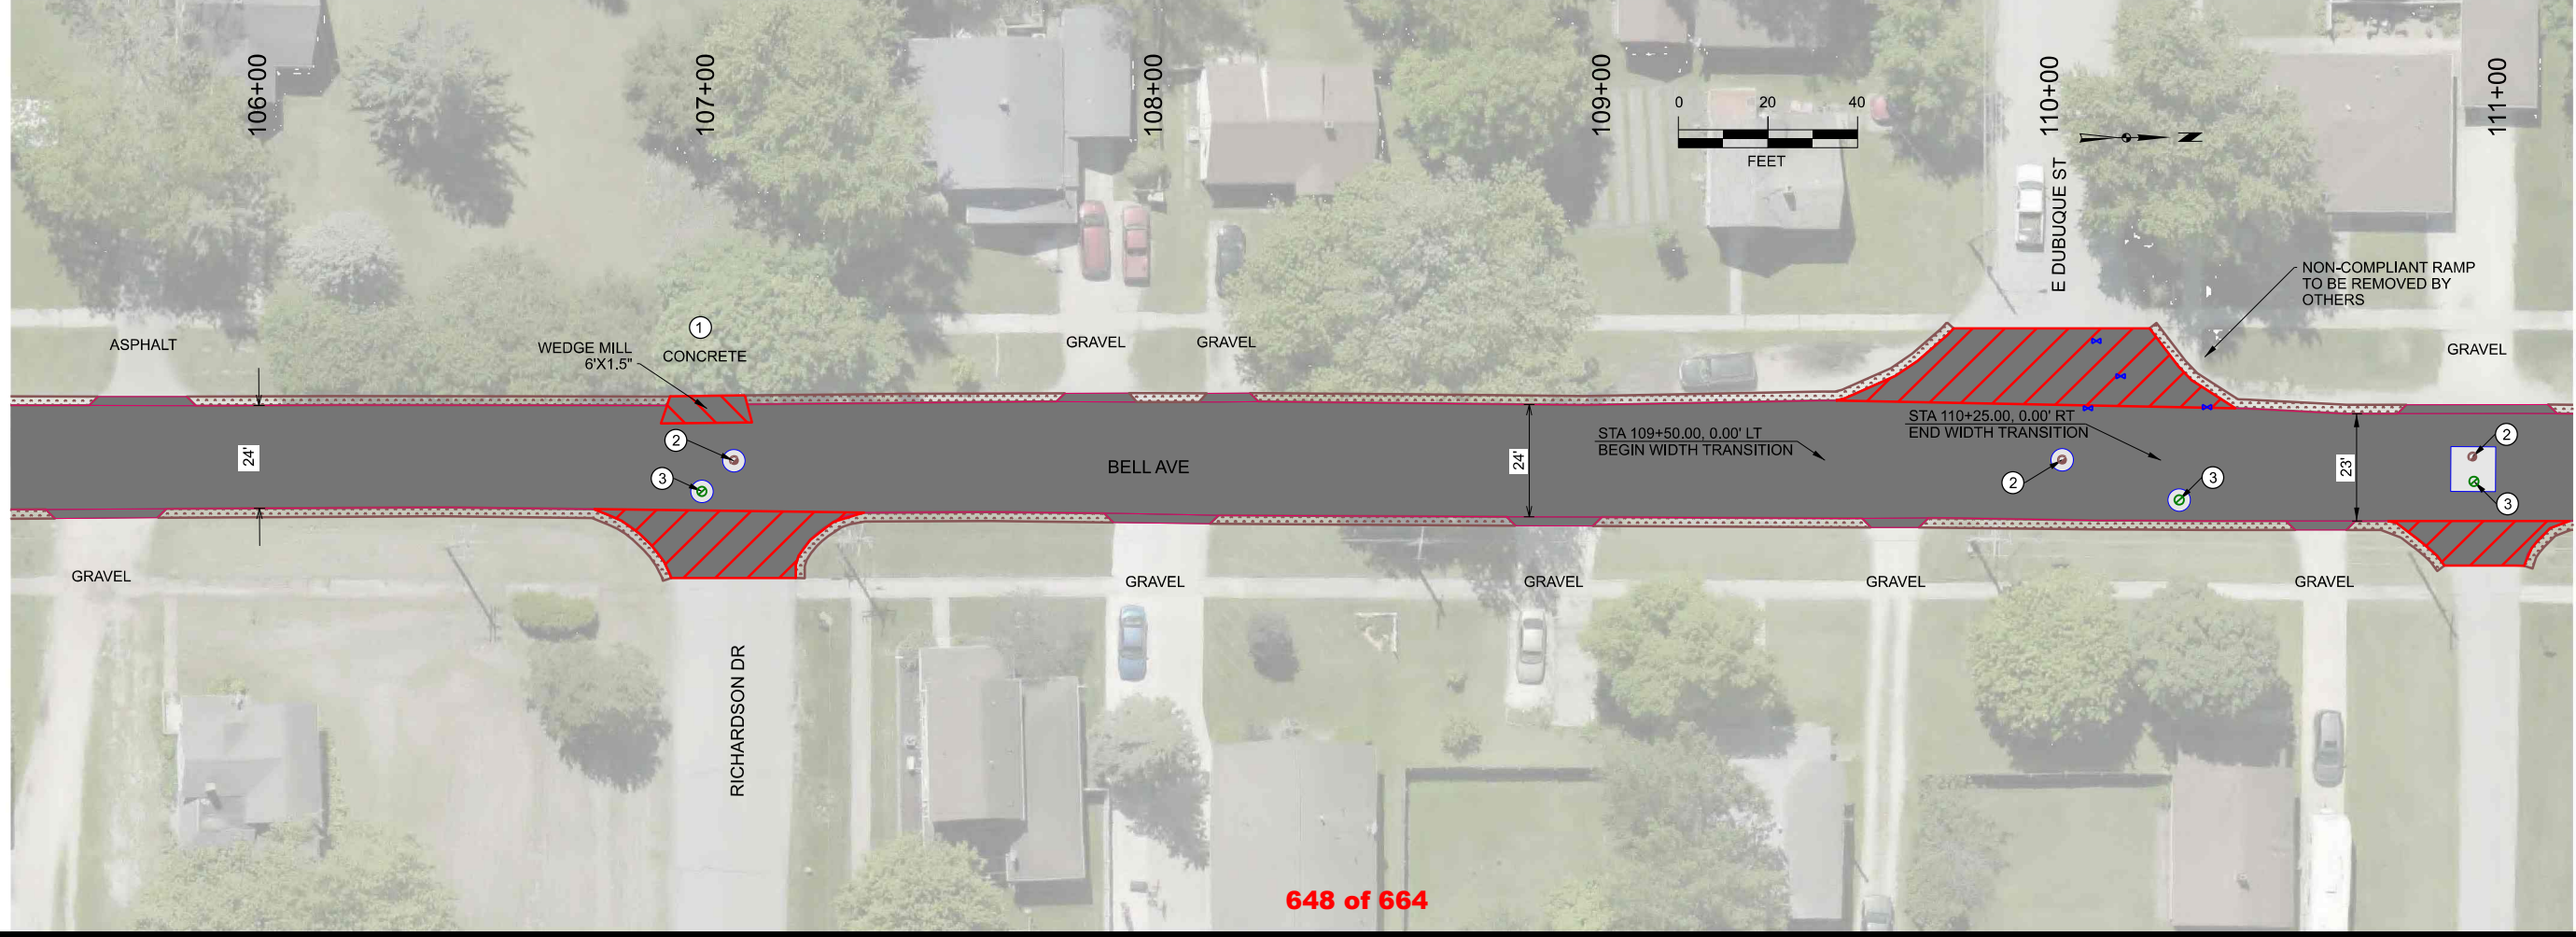 106+00
107+00
108+00
109+00
110+00
111+00
0 20 40
FEET
N
E DUBUQUE ST
NON-COMPLIANT RAMP
TO BE REMOVED BY
OTHERS
ASPHALT
WEDGE MILL
6'X1.5"
1
CONCRETE
GRAVEL
GRAVEL
GRAVEL
24'
2
3
BELL AVE
24'
STA 109+50.00, 0.00' LT
BEGIN WIDTH TRANSITION
STA 110+25.00, 0.00' RT
END WIDTH TRANSITION
2
3
23'
2
3
GRAVEL
GRAVEL
GRAVEL
GRAVEL
GRAVEL
RICHARDSON DR
648 of 664